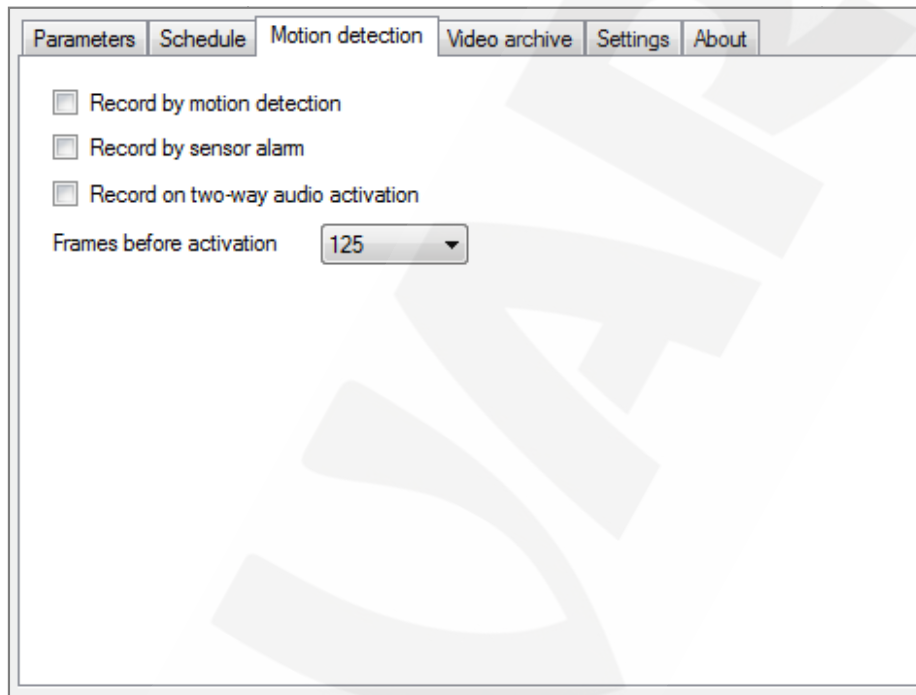 Parameters Schedule Motion detection Video archive Settings About
Record by motion detection
Record by sensor alarm
Record on two-way audio activation
Frames before activation 125